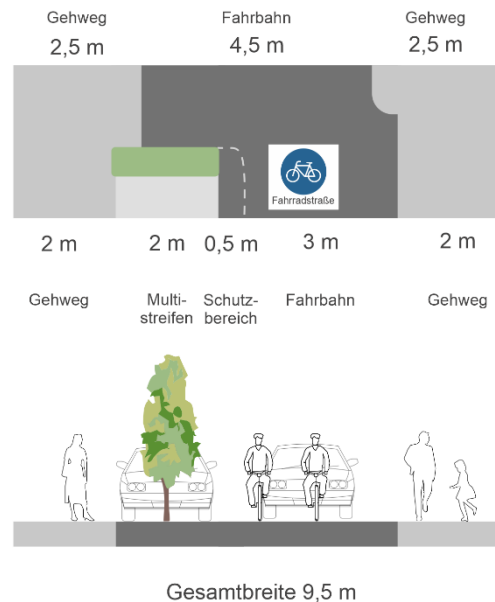 Gehweg Fahrbahn Gehweg
2,5 m 4,5 m 2,5 m
Fahrradstraße
2 m 2 m 0,5 m 3 m 2 m
Gehweg Multi- Schutz- Fahrbahn Gehweg
streifen bereich
Gesamtbreite 9,5 m